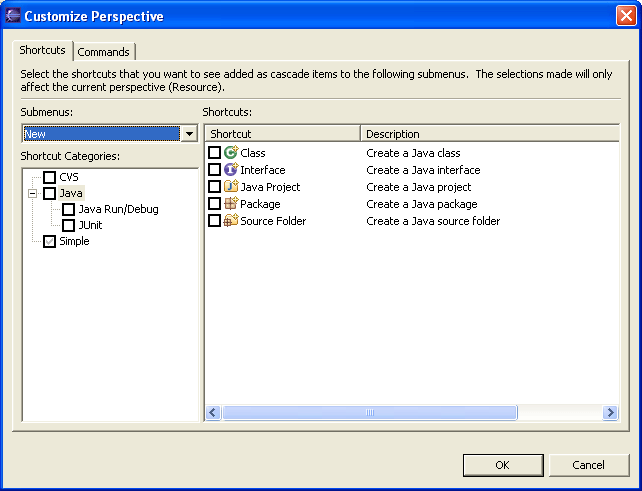 Customize Perspective
Shortcuts Commands
Select the shortcuts that you want to see added as cascade items to the following submenus. The selections made will only
affect the current perspective (Resource).
Submenus: Shortcuts:
New Shortcut Description
Shortcut Categories: Class Create a Java class
CVS Interface Create a Java interface
Java Java Project Create a Java project
Java Run/Debug Package Create a Java package
JUnit Source Folder Create a Java source folder
Simple
OK Cancel